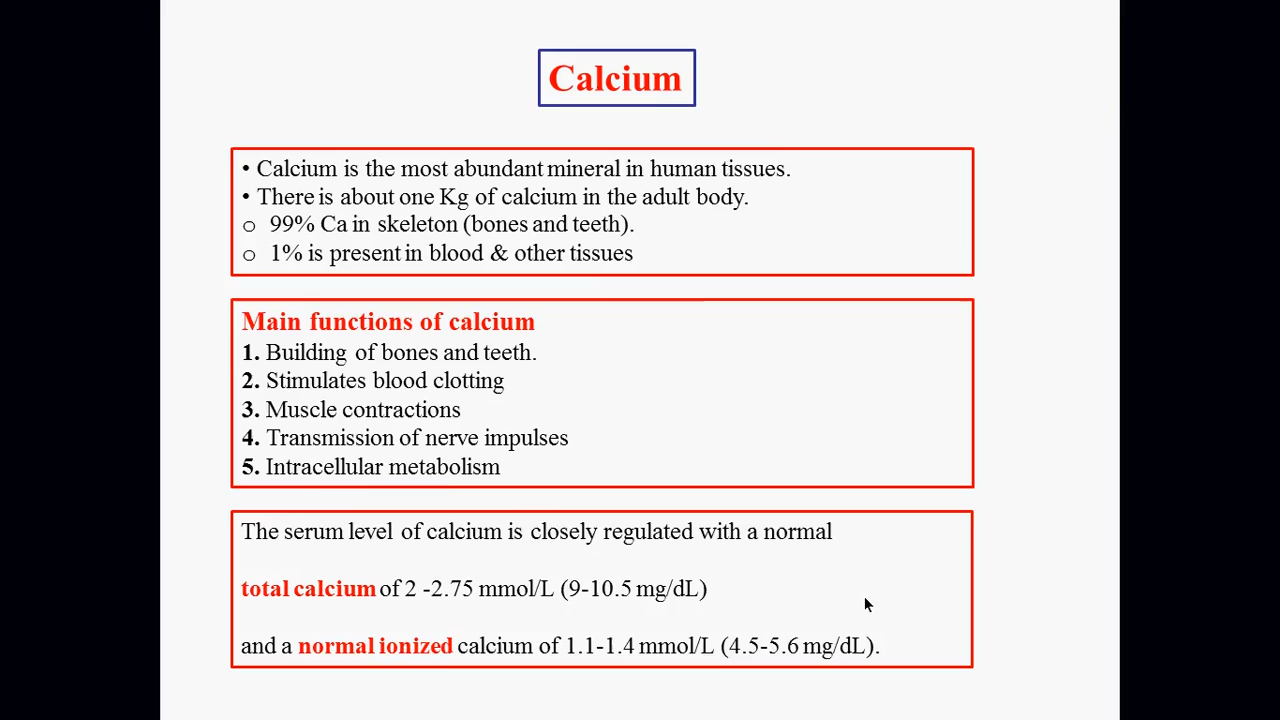 Calcium
• Calcium is the most abundant mineral in human tissues.
• There is about one Kg of calcium in the adult body.
o 99% Ca in skeleton (bones and teeth).
o 1% is present in blood & other tissues
Main functions of calcium
1. Building of bones and teeth.
2. Stimulates blood clotting
3. Muscle contractions
4. Transmission of nerve impulses
5. Intracellular metabolism
The serum level of calcium is closely regulated with a normal
total calcium of 2 -2.75 mmol/L (9-10.5 mg/dL)
and a normal ionized calcium of 1.1-1.4 mmol/L (4.5-5.6 mg/dL).